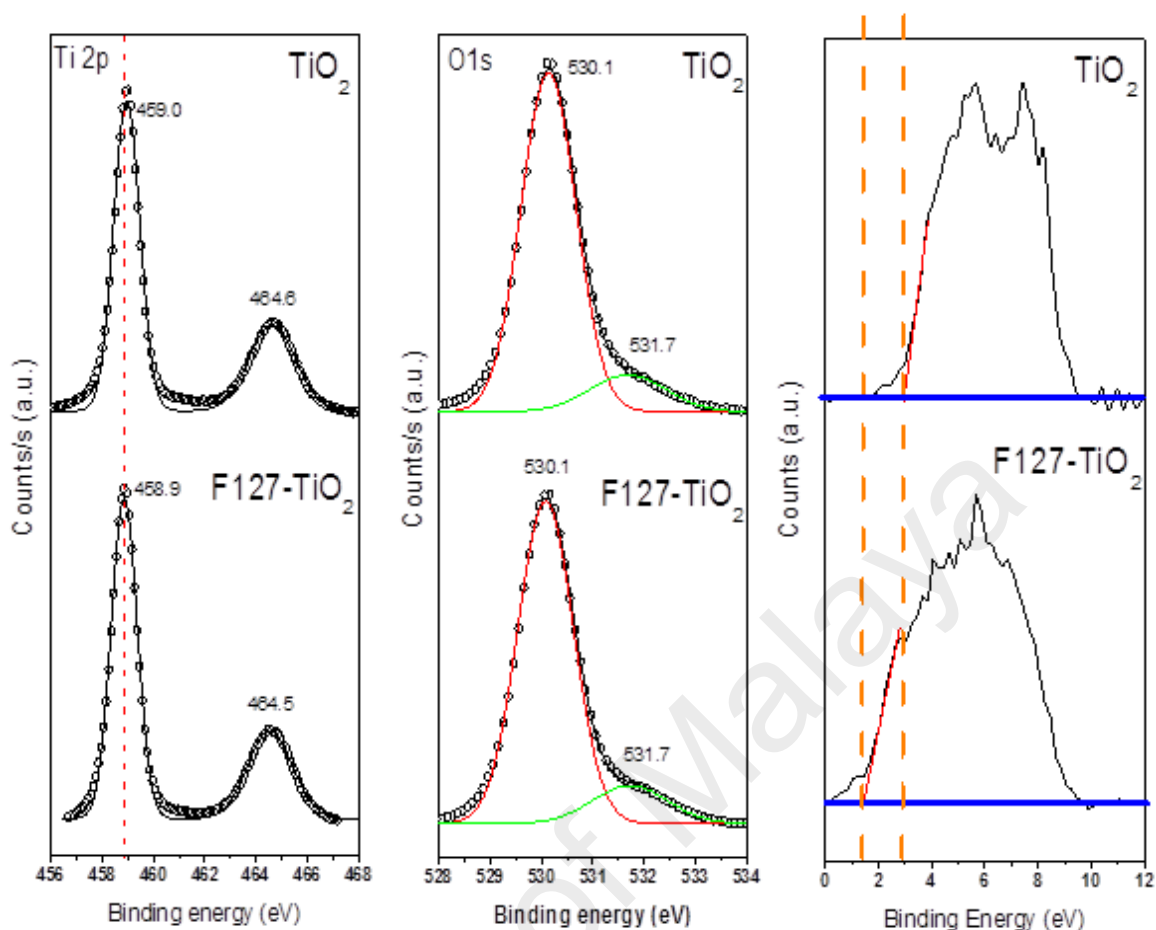 Ti 2p
TiO2
459.0
464.6
F127-TiO2
458.9
464.5
Counts/s (a.u.)
456 458 460 462 464 466 468
Binding energy (eV)
O1s
530.1
TiO2
531.7
530.1
F127-TiO2
531.7
Counts/s (a.u.)
528 529 530 531 532 533 534
Binding energy (eV)
TiO2
F127-TiO2
Counts (a.u.)
0 2 4 6 8 10 12
Binding Energy (eV)
of Malaya